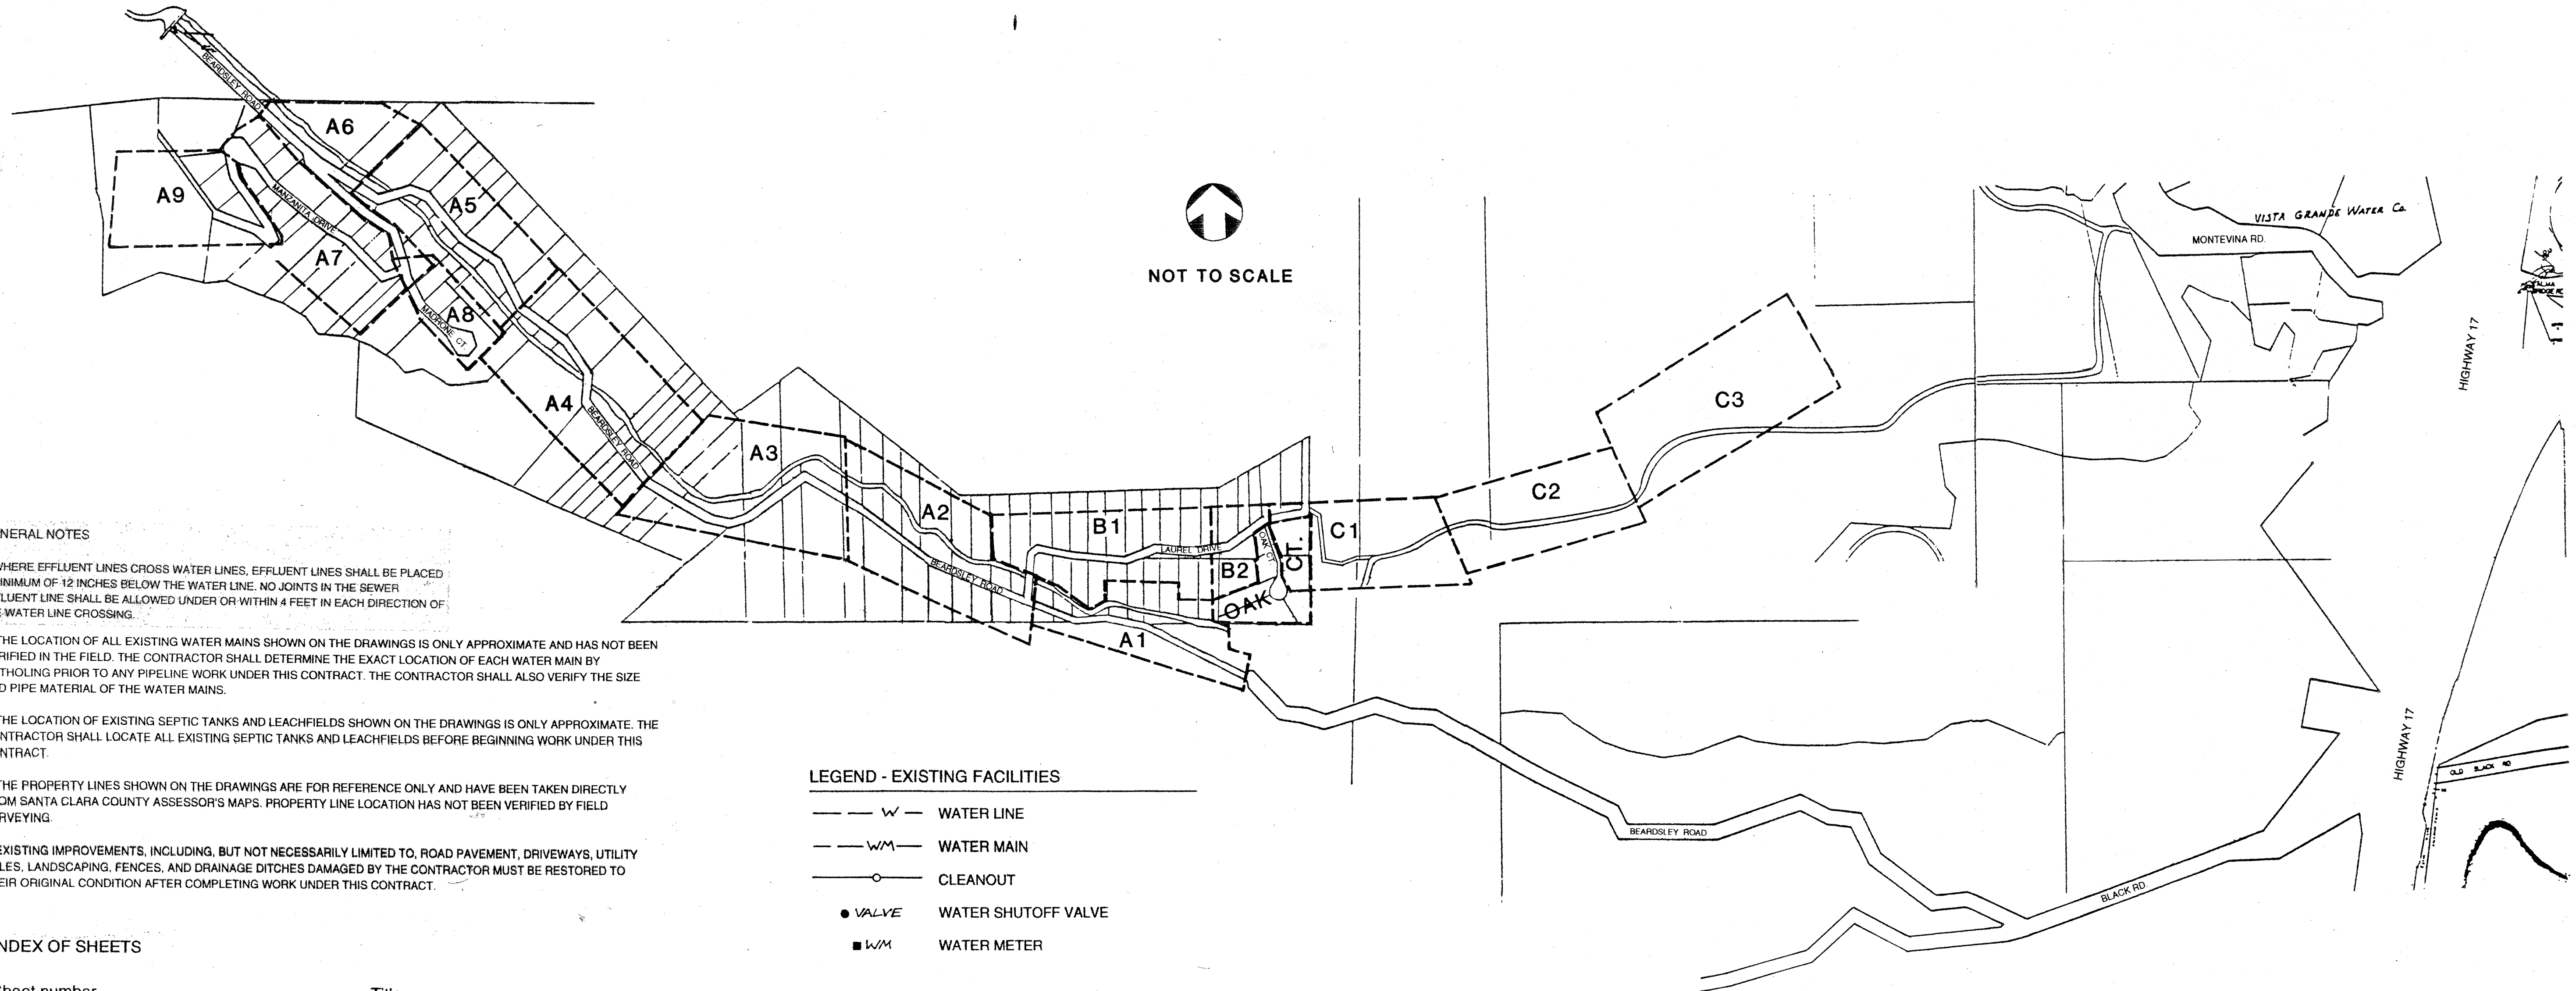 BEARDSLEY ROAD
A6
A9
MANZANITA DRIVE
A5
A7
A8
MADRONE CT.
A4
BEARDSLEY ROAD
A3
A2
B1
LAUREL DRIVE
OAK CT.
B2
OAK CT.
BEARDSLEY ROAD
A1
C1
C2
C3
NOT TO SCALE
VISTA GRANDE WATER Co.
MONTEVINA RD.
ALMA
BRIDGE RD
HIGHWAY 17
HIGHWAY 17
OLD BLACK RD
BEARDSLEY ROAD
BLACK RD.
NERAL NOTES
WHERE EFFLUENT LINES CROSS WATER LINES, EFFLUENT LINES SHALL BE PLACED
INIMUM OF 12 INCHES BELOW THE WATER LINE. NO JOINTS IN THE SEWER
LUENT LINE SHALL BE ALLOWED UNDER OR WITHIN 4 FEET IN EACH DIRECTION OF
WATER LINE CROSSING.
THE LOCATION OF ALL EXISTING WATER MAINS SHOWN ON THE DRAWINGS IS ONLY APPROXIMATE AND HAS NOT BEEN
RIFIED IN THE FIELD. THE CONTRACTOR SHALL DETERMINE THE EXACT LOCATION OF EACH WATER MAIN BY
THOLING PRIOR TO ANY PIPELINE WORK UNDER THIS CONTRACT. THE CONTRACTOR SHALL ALSO VERIFY THE SIZE
D PIPE MATERIAL OF THE WATER MAINS.
THE LOCATION OF EXISTING SEPTIC TANKS AND LEACHFIELDS SHOWN ON THE DRAWINGS IS ONLY APPROXIMATE. THE
NTRACTOR SHALL LOCATE ALL EXISTING SEPTIC TANKS AND LEACHFIELDS BEFORE BEGINNING WORK UNDER THIS
NTRACT.
THE PROPERTY LINES SHOWN ON THE DRAWINGS ARE FOR REFERENCE ONLY AND HAVE BEEN TAKEN DIRECTLY
OM SANTA CLARA COUNTY ASSESSOR'S MAPS. PROPERTY LINE LOCATION HAS NOT BEEN VERIFIED BY FIELD
RVEYING.
EXISTING IMPROVEMENTS, INCLUDING, BUT NOT NECESSARILY LIMITED TO, ROAD PAVEMENT, DRIVEWAYS, UTILITY
LES, LANDSCAPING, FENCES, AND DRAINAGE DITCHES DAMAGED BY THE CONTRACTOR MUST BE RESTORED TO
EIR ORIGINAL CONDITION AFTER COMPLETING WORK UNDER THIS CONTRACT.
NDEX OF SHEETS
LEGEND - EXISTING FACILITIES
W WATER LINE
WM WATER MAIN
CLEANOUT
VALVE WATER SHUTOFF VALVE
WM WATER METER